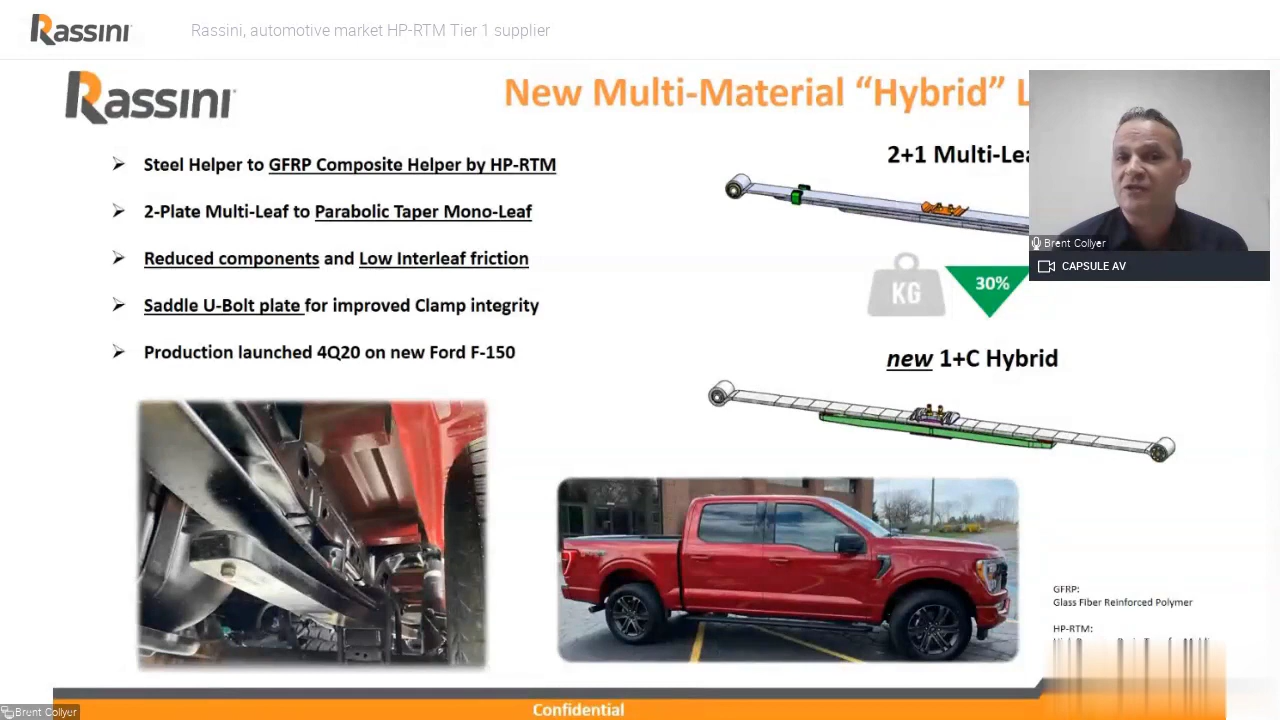 Rassini
Rassini, automotive market HP-RTM Tier 1 supplier
Rassini
New Multi-Material “Hybrid” L
Steel Helper to GFRP Composite Helper by HP-RTM
2-Plate Multi-Leaf to Parabolic Taper Mono-Leaf
Reduced components and Low Interleaf friction
Saddle U-Bolt plate for improved Clamp integrity
Production launched 4Q20 on new Ford F-150
2+1 Multi-Lea
Brent Collyer
CAPSULE AV
KG
30%
new 1+C Hybrid
GFRP:
Glass Fiber Reinforced Polymer
HP-RTM:
Confidential
Brent Collyer